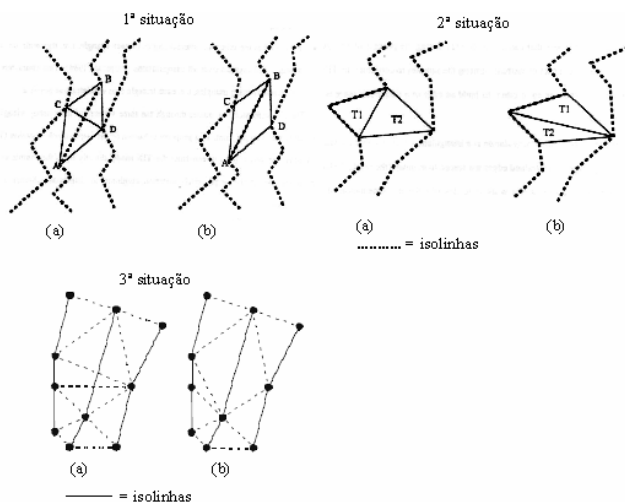 1ª situação
2ª situação
B
C
D
A
B
C
D
A
T1
T2
T1
T2
(a)
(b)
(a)
(b)
............ = isolinhas
3ª situação
(a)
(b)
——— = isolinhas